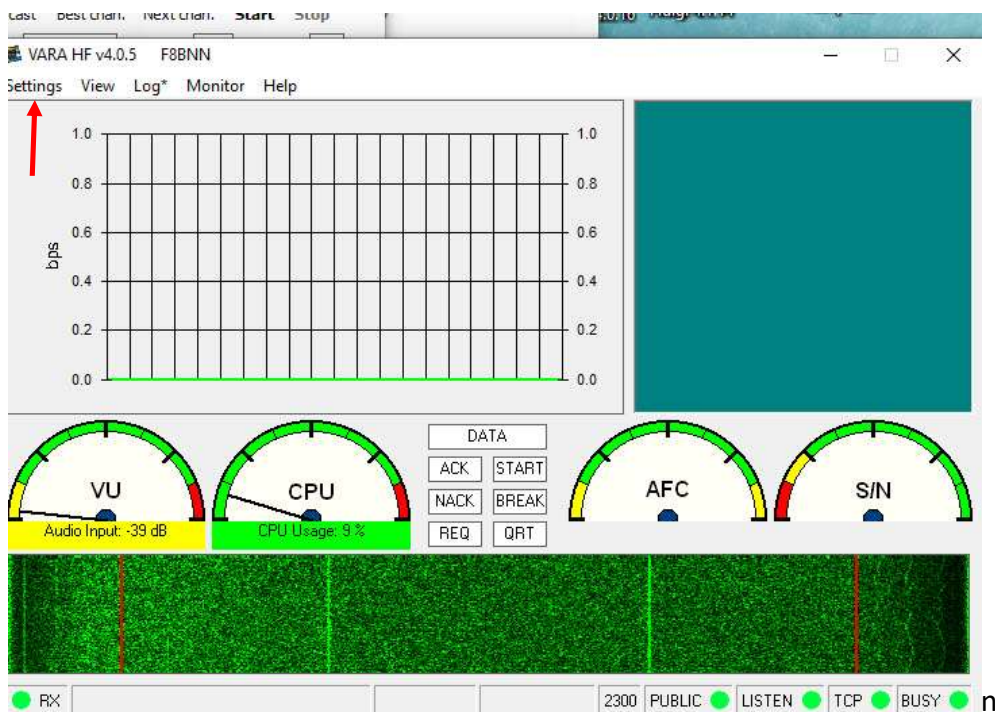 Best chan. Next chan. Start Stop
VARA HF v4.0.5 F8BNN
Settings View Log* Monitor Help
1.0 1.0
0.8 0.8
0.6 0.6
bps
0.4 0.4
0.2 0.2
0.0 0.0
DATA
ACK START
VU CPU NACK BREAK AFC S/N
Audio Input: -39 dB CPU Usage: 9 % REQ QRT
RX 2300 PUBLIC LISTEN TCP BUSY n